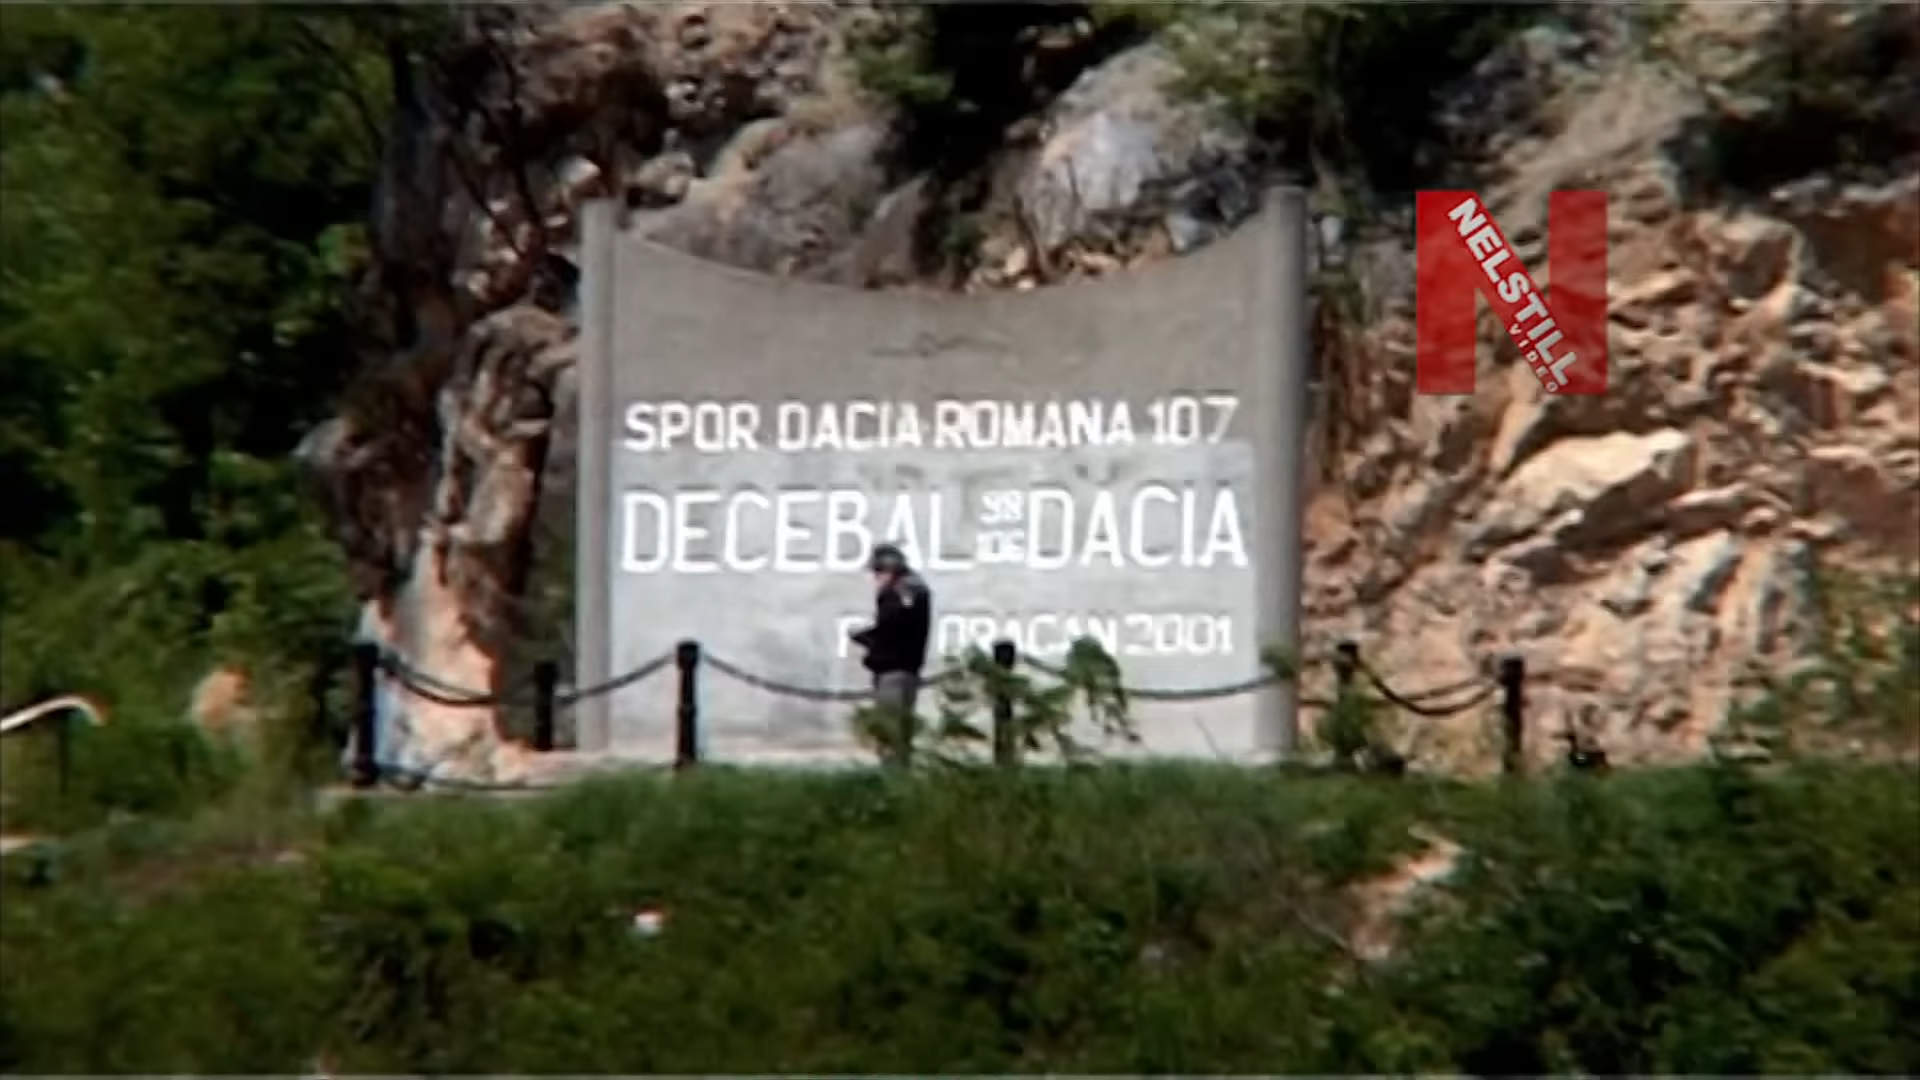 SPQR DACIA ROMANA 107
DECEBAL DACIA
DRAGAN 2001
NELSTILL
VIDEO